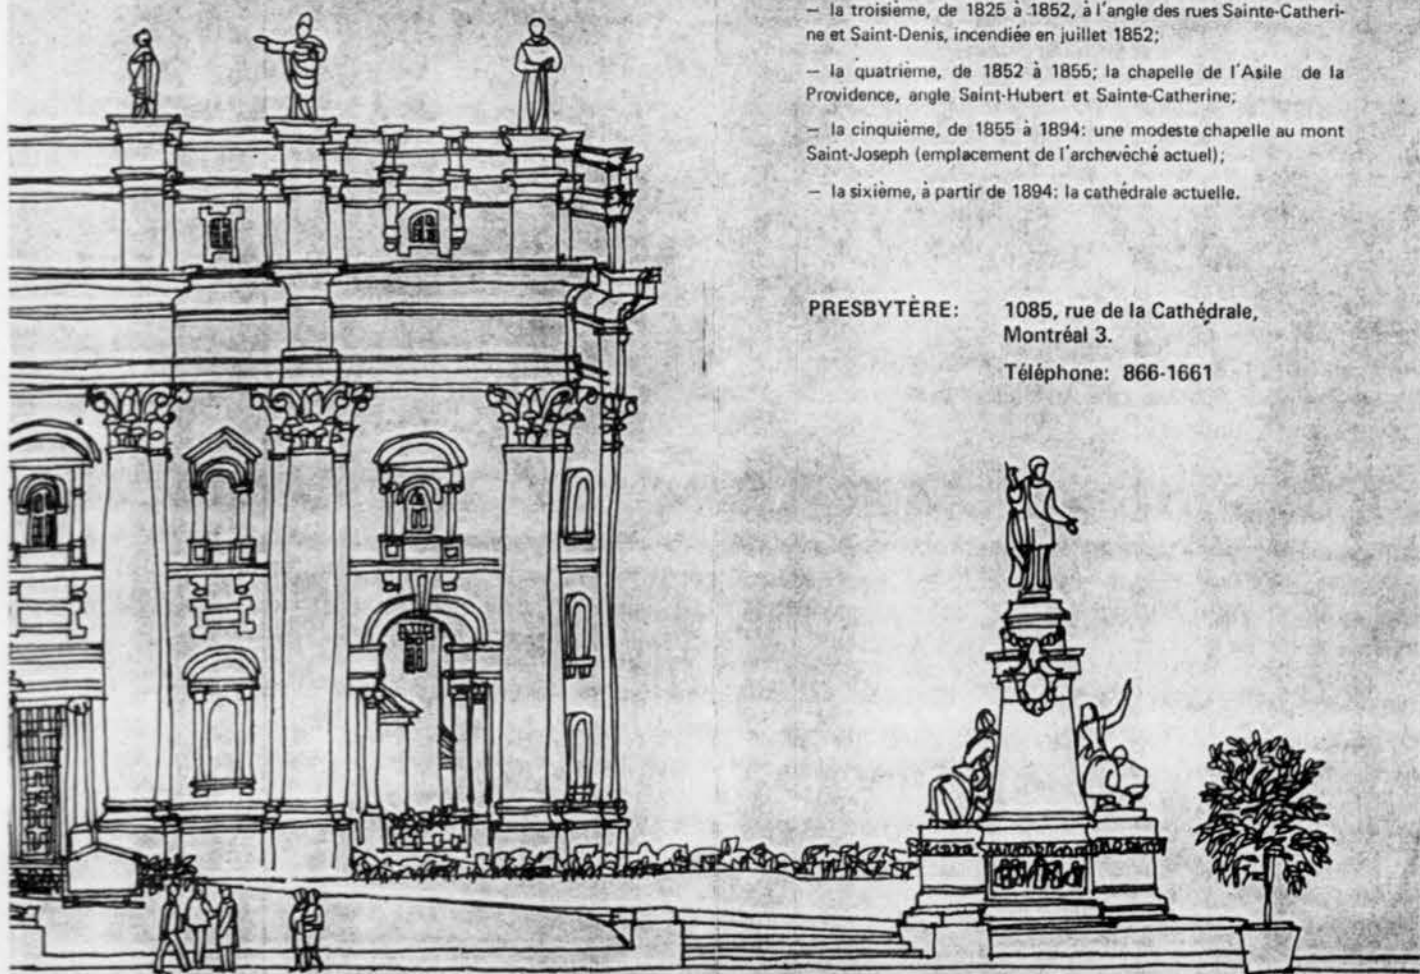 — la troisième, de 1825 à 1852, à l'angle des rues Sainte-Catheri-
ne et Saint-Denis, incendiée en juillet 1852;
— la quatrième, de 1852 à 1855; la chapelle de l'Asile de la
Providence, angle Saint-Hubert et Sainte-Catherine;
— la cinquième, de 1855 à 1894: une modeste chapelle au mont
Saint-Joseph (emplacement de l'archevêché actuel);
— la sixième, à partir de 1894: la cathédrale actuelle.
PRESBYTÈRE: 1085, rue de la Cathédrale,
Montréal 3.
Téléphone: 866-1661